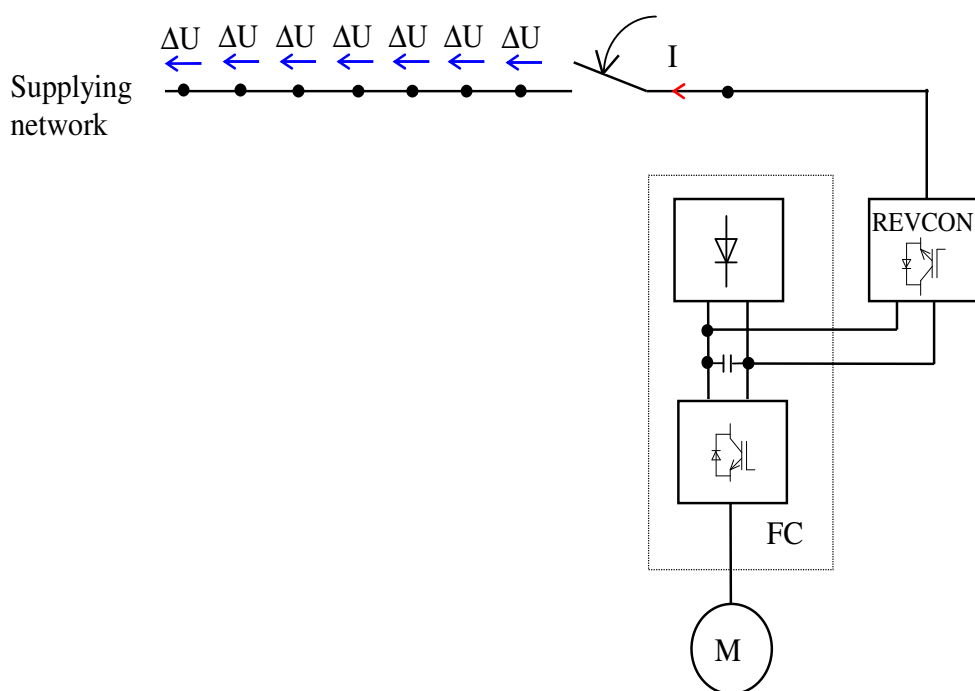 ΔU ΔU ΔU ΔU ΔU ΔU ΔU
I
Supplying
network
REVCON
FC
M